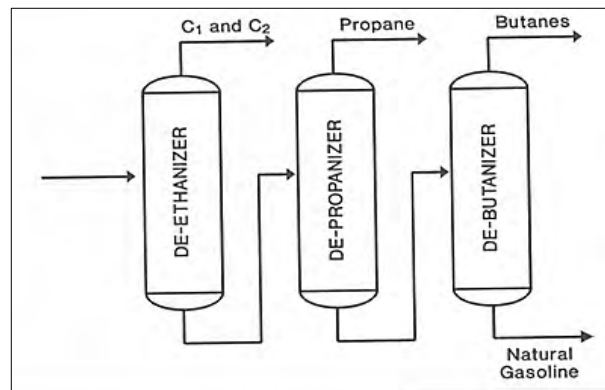 C₁ and C₂
Propane
Butanes
DE-ETHANIZER
DE-PROPANIZER
DE-BUTANIZER
Natural
Gasoline